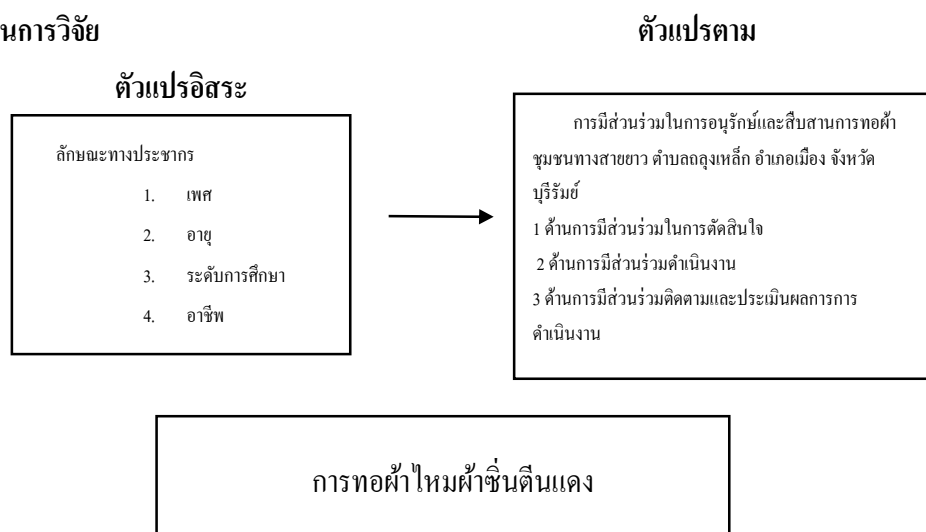 นการวิจัย
ตัวแปรตาม
ตัวแปรอิสระ
ลักษณะทางประชากร
1. เพศ
2. อายุ
3. ระดับการศึกษา
4. อาชีพ
การมีส่วนร่วมในการอนุรักษ์และสืบสานการทอผ้า
ชุมชนทางสายยาว ตำบลถลุงเหล็ก อำเภอเมือง จังหวัด
บุรีรัมย์
1 ด้านการมีส่วนร่วมในการตัดสินใจ
2 ด้านการมีส่วนร่วมดำเนินงาน
3 ด้านการมีส่วนร่วมติดตามและประเมินผลการการ
ดำเนินงาน
การทอผ้าไหมผ้าซิ่นตีนแดง